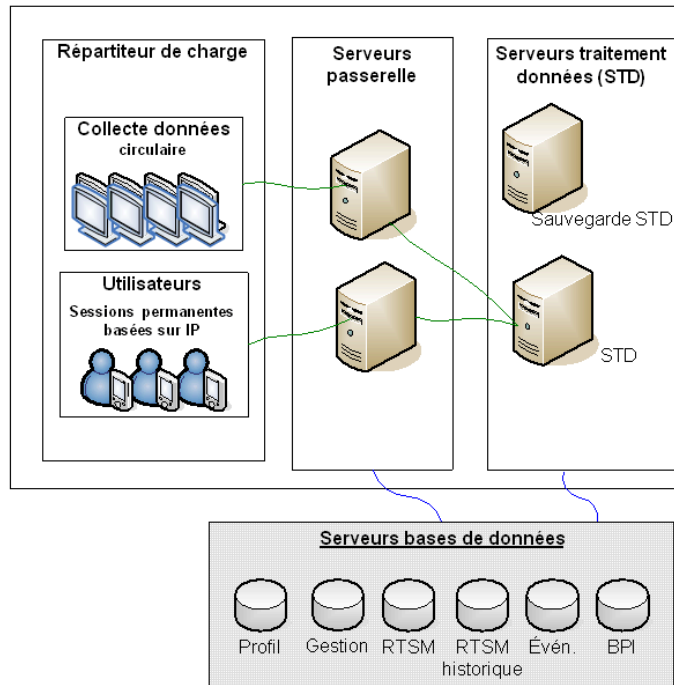 Répartiteur de charge
Collecte données
circulaire
Utilisateurs
Sessions permanentes
basées sur IP
Serveurs
passerelle
Serveurs traitement
données (STD)
Sauvegarde STD
STD
Serveurs bases de données
Profil
Gestion
RTSM
RTSM
historique
Évén.
BPI